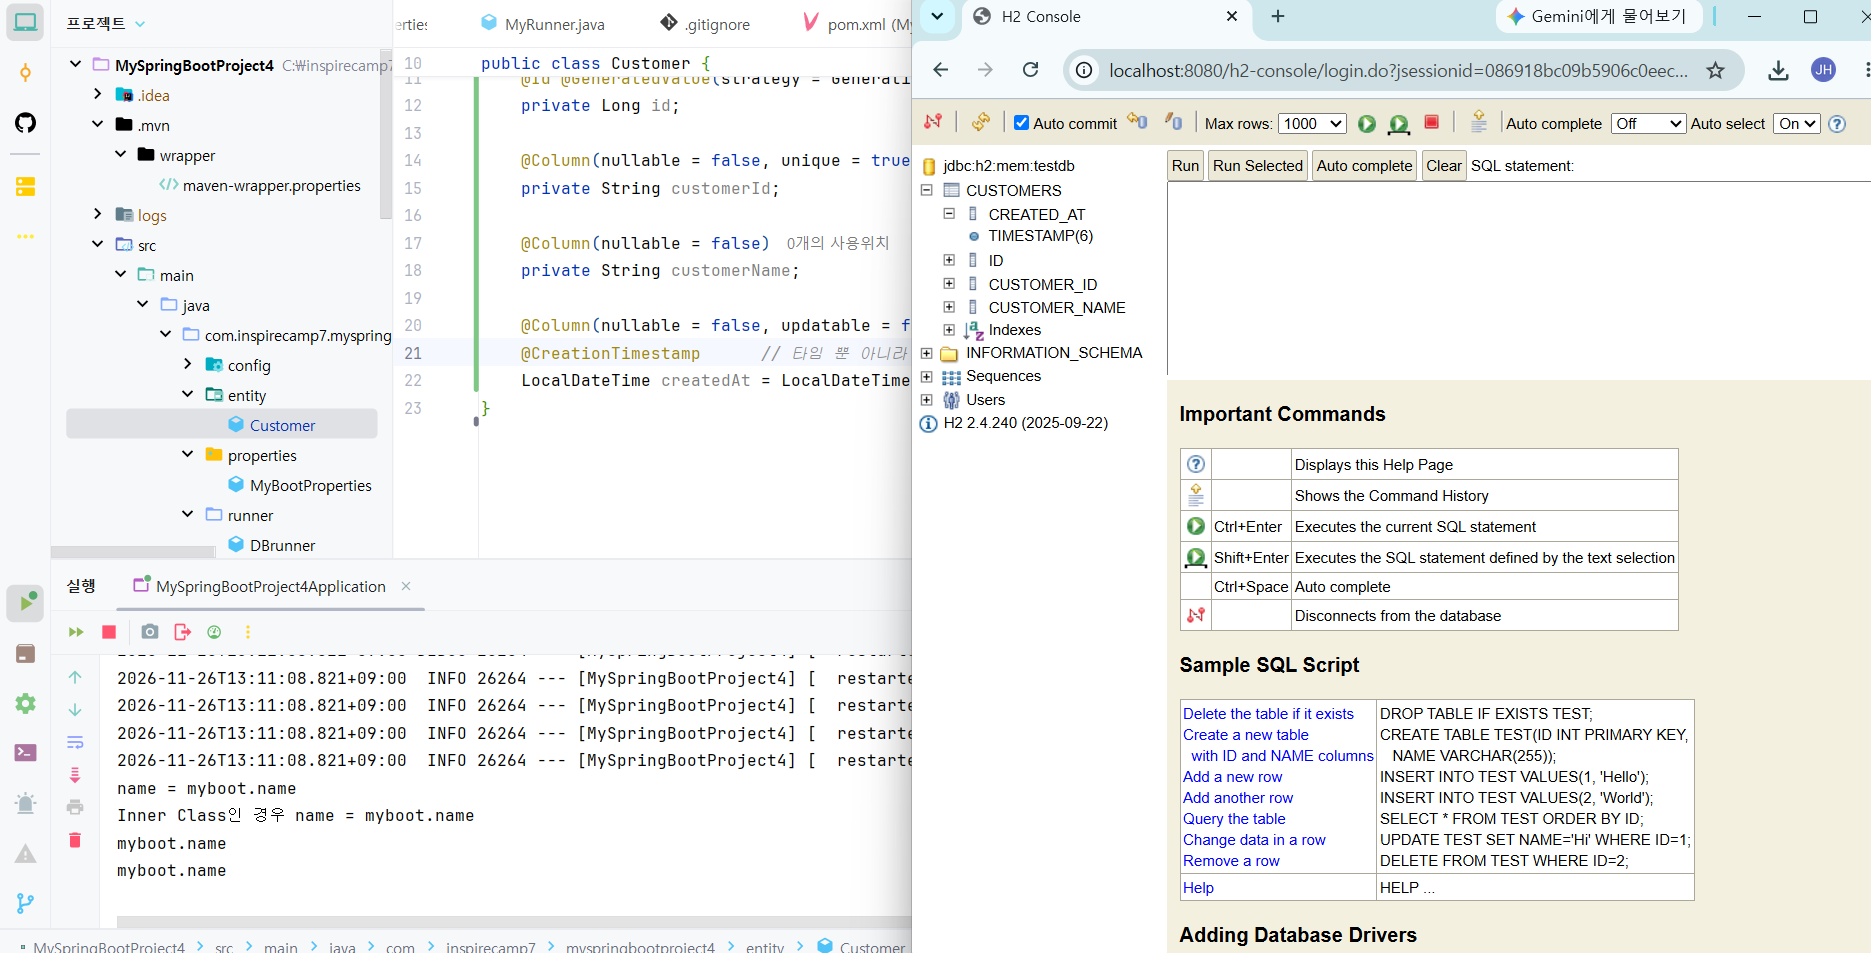 프로젝트
MySpringBootProject4 C:₩inspirecamp7
.idea
.mvn
wrapper
</> maven-wrapper.properties
logs
src
main
java
com.inspirecamp7.myspring
config
entity
Customer
properties
MyBootProperties
runner
DBrunner
MyRunner.java
.gitignore
pom.xml (My
10 public class Customer {
11 @Id @GeneratedValue(strategy = Generati
12 private Long id;
13
14 @Column(nullable = false, unique = true
15 private String customerId;
16
17 @Column(nullable = false) 0개의 사용위치
18 private String customerName;
19
20 @Column(nullable = false, updatable = f
21 @CreationTimestamp // 타임 뿐 아니라
22 LocalDateTime createdAt = LocalDateTime
23 }
실행 MySpringBootProject4Application
2026-11-26T13:11:08.821+09:00 INFO 26264 --- [MySpringBootProject4] [ restarte
2026-11-26T13:11:08.821+09:00 INFO 26264 --- [MySpringBootProject4] [ restarte
2026-11-26T13:11:08.821+09:00 INFO 26264 --- [MySpringBootProject4] [ restarte
2026-11-26T13:11:08.821+09:00 INFO 26264 --- [MySpringBootProject4] [ restarte
name = myboot.name
Inner Class인 경우 name = myboot.name
myboot.name
myboot.name
MySpringBootProject4 > src > main > java > com > inspirecamp7 > myspringbootproject4 > entity > Customer
H2 Console
Gemini에게 물어보기
localhost:8080/h2-console/login.do?jsessionid=086918bc09b5906c0eec...
JH
Auto commit Max rows: 1000 Auto complete Off Auto select On
jdbc:h2:mem:testdb
CUSTOMERS
CREATED_AT
TIMESTAMP(6)
ID
CUSTOMER_ID
CUSTOMER_NAME
Indexes
INFORMATION_SCHEMA
Sequences
Users
H2 2.4.240 (2025-09-22)
Run Run Selected Auto complete Clear SQL statement:
Important Commands
Displays this Help Page
Shows the Command History
Ctrl+Enter Executes the current SQL statement
Shift+Enter Executes the SQL statement defined by the text selection
Ctrl+Space Auto complete
Disconnects from the database
Sample SQL Script
Delete the table if it exists DROP TABLE IF EXISTS TEST;
Create a new table CREATE TABLE TEST(ID INT PRIMARY KEY,
with ID and NAME columns NAME VARCHAR(255));
Add a new row INSERT INTO TEST VALUES(1, 'Hello');
Add another row INSERT INTO TEST VALUES(2, 'World');
Query the table SELECT * FROM TEST ORDER BY ID;
Change data in a row UPDATE TEST SET NAME='Hi' WHERE ID=1;
Remove a row DELETE FROM TEST WHERE ID=2;
Help HELP ...
Adding Database Drivers